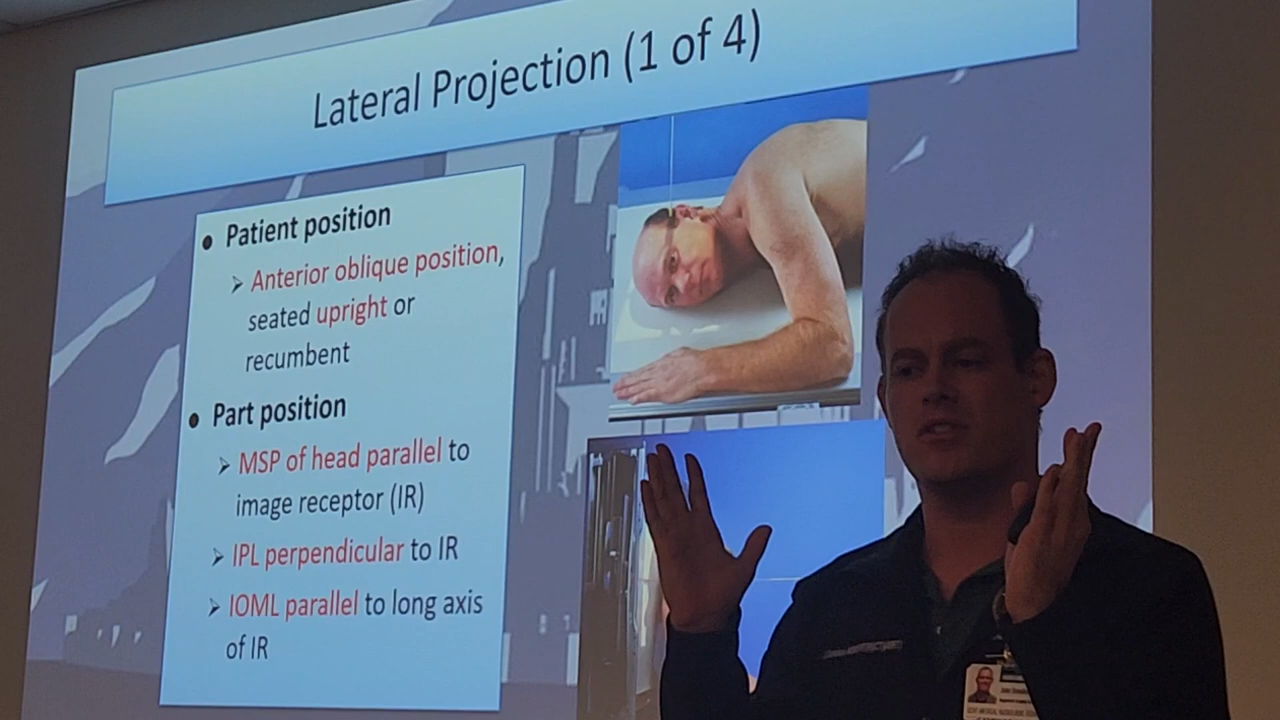 Lateral Projection (1 of 4)
• Patient position
➢ Anterior oblique position,
seated upright or
recumbent
• Part position
➢ MSP of head parallel to
image receptor (IR)
➢ IPL perpendicular to IR
➢ IOML parallel to long axis
of IR